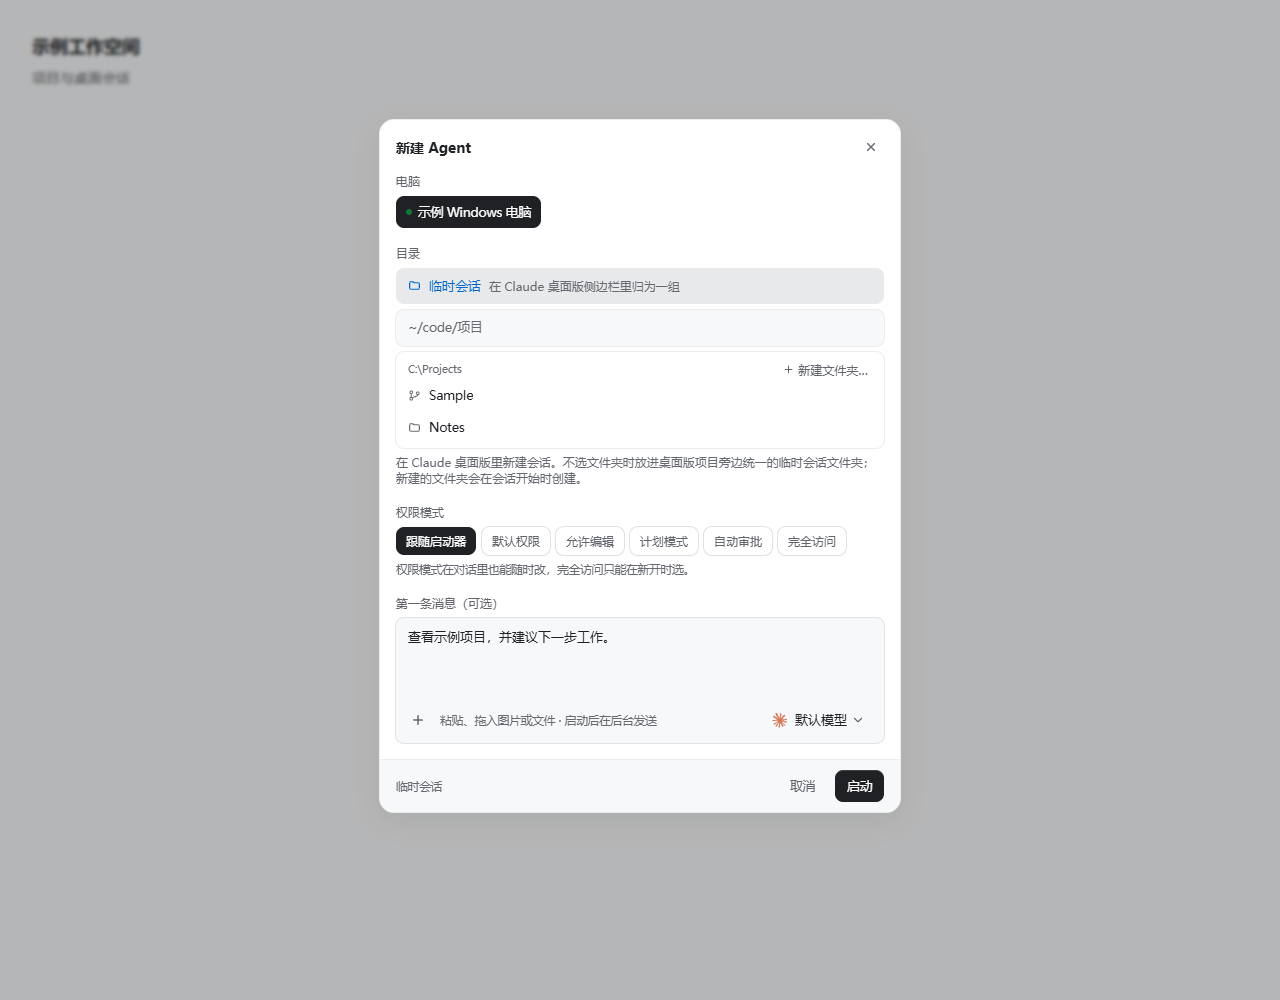 示例工作空间
项目与桌面会话
新建 Agent
电脑
示例 Windows 电脑
目录
临时会话 在 Claude 桌面版侧边栏里归为一组
~/code/项目
C:\Projects
新建文件夹...
Sample
Notes
在 Claude 桌面版里新建会话。不选文件夹时放进桌面版项目旁边统一的临时会话文件夹；
新建的文件夹会在会话开始时创建。
权限模式
跟随启动器 默认权限 允许编辑 计划模式 自动审批 完全访问
权限模式在对话里也能随时改，完全访问只能在新开时选。
第一条消息（可选）
查看示例项目，并建议下一步工作。
粘贴、拖入图片或文件 · 启动后在后台发送
默认模型
临时会话
取消
启动